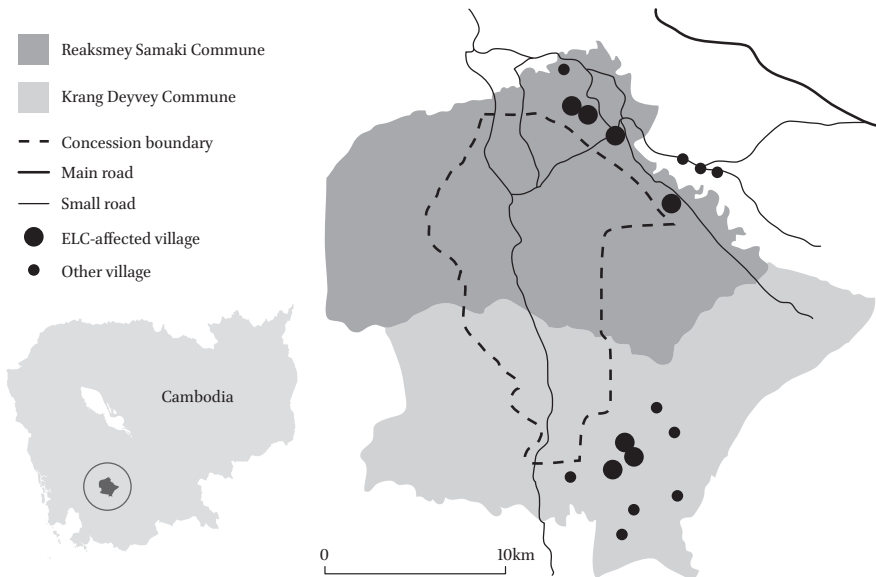 Reaksmey Samaki Commune
Krang Deyvey Commune
Concession boundary
Main road
Small road
ELC-affected village
Other village
Cambodia
0 10km